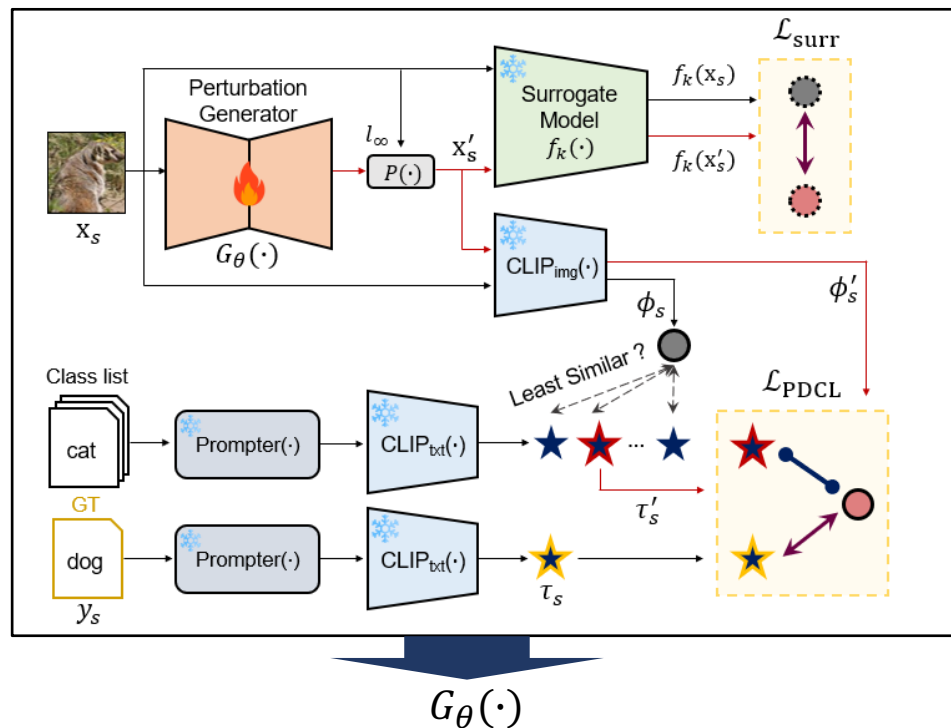 ℒ_surr
Perturbation
Generator
Surrogate
Model
f_k(·)
f_k(x_s)
f_k(x′_s)
l_∞
P(·)
x′_s
x_s
G_θ(·)
CLIP_img(·)
ϕ_s
ϕ′_s
Least Similar ?
ℒ_PDCL
Class list
cat
Prompter(·)
CLIP_txt(·)
...
τ′_s
GT
dog
Prompter(·)
CLIP_txt(·)
τ_s
y_s
G_θ(·)